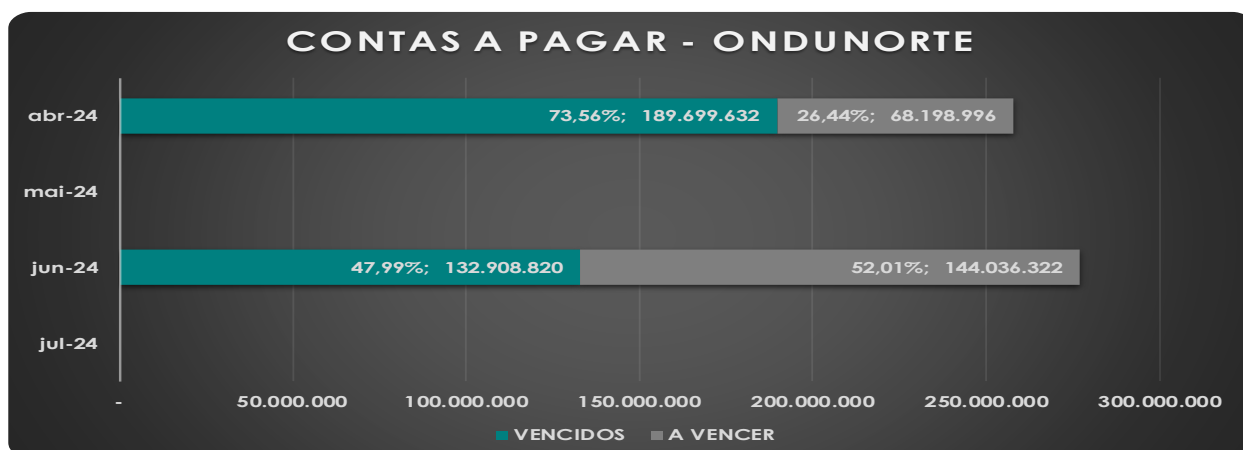 CONTAS A PAGAR - ONDUNORTE
abr-24
73,56%; 189.699.632
26,44%; 68.198.996
mai-24
jun-24
47,99%; 132.908.820
52,01%; 144.036.322
jul-24
- 50.000.000 100.000.000 150.000.000 200.000.000 250.000.000 300.000.000
VENCIDOS A VENCER